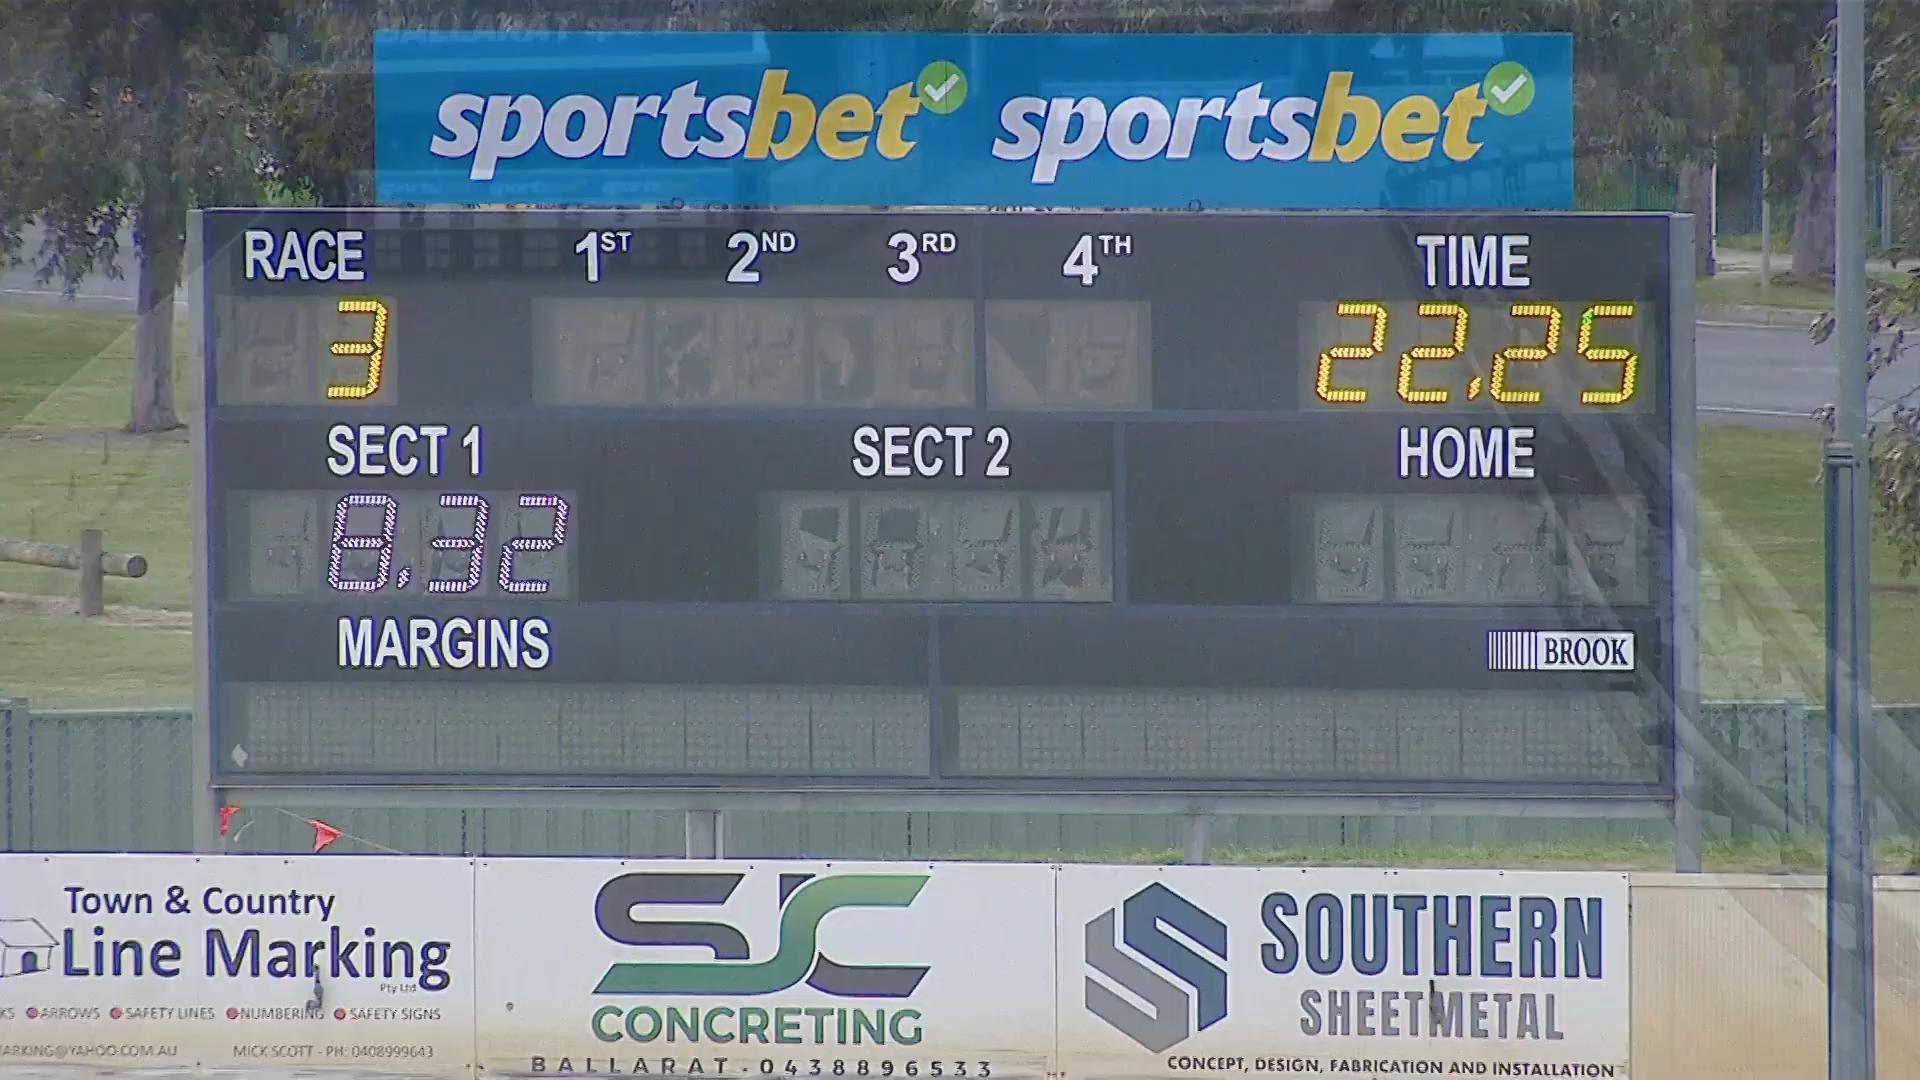 sportsbet sportsbet
RACE 1ST 2ND 3RD 4TH TIME
3 22.25
SECT 1 SECT 2 HOME
8.32
MARGINS
BROOK
Town & Country
Line Marking
Pty Ltd
ARROWS SAFETY LINES NUMBERING SAFETY SIGNS
MICK SCOTT - PH: 0408999643
SJC
CONCRETING
BALLARAT. 0438896533
SOUTHERN
SHEETMETAL
CONCEPT, DESIGN, FABRICATION AND INSTALLATION